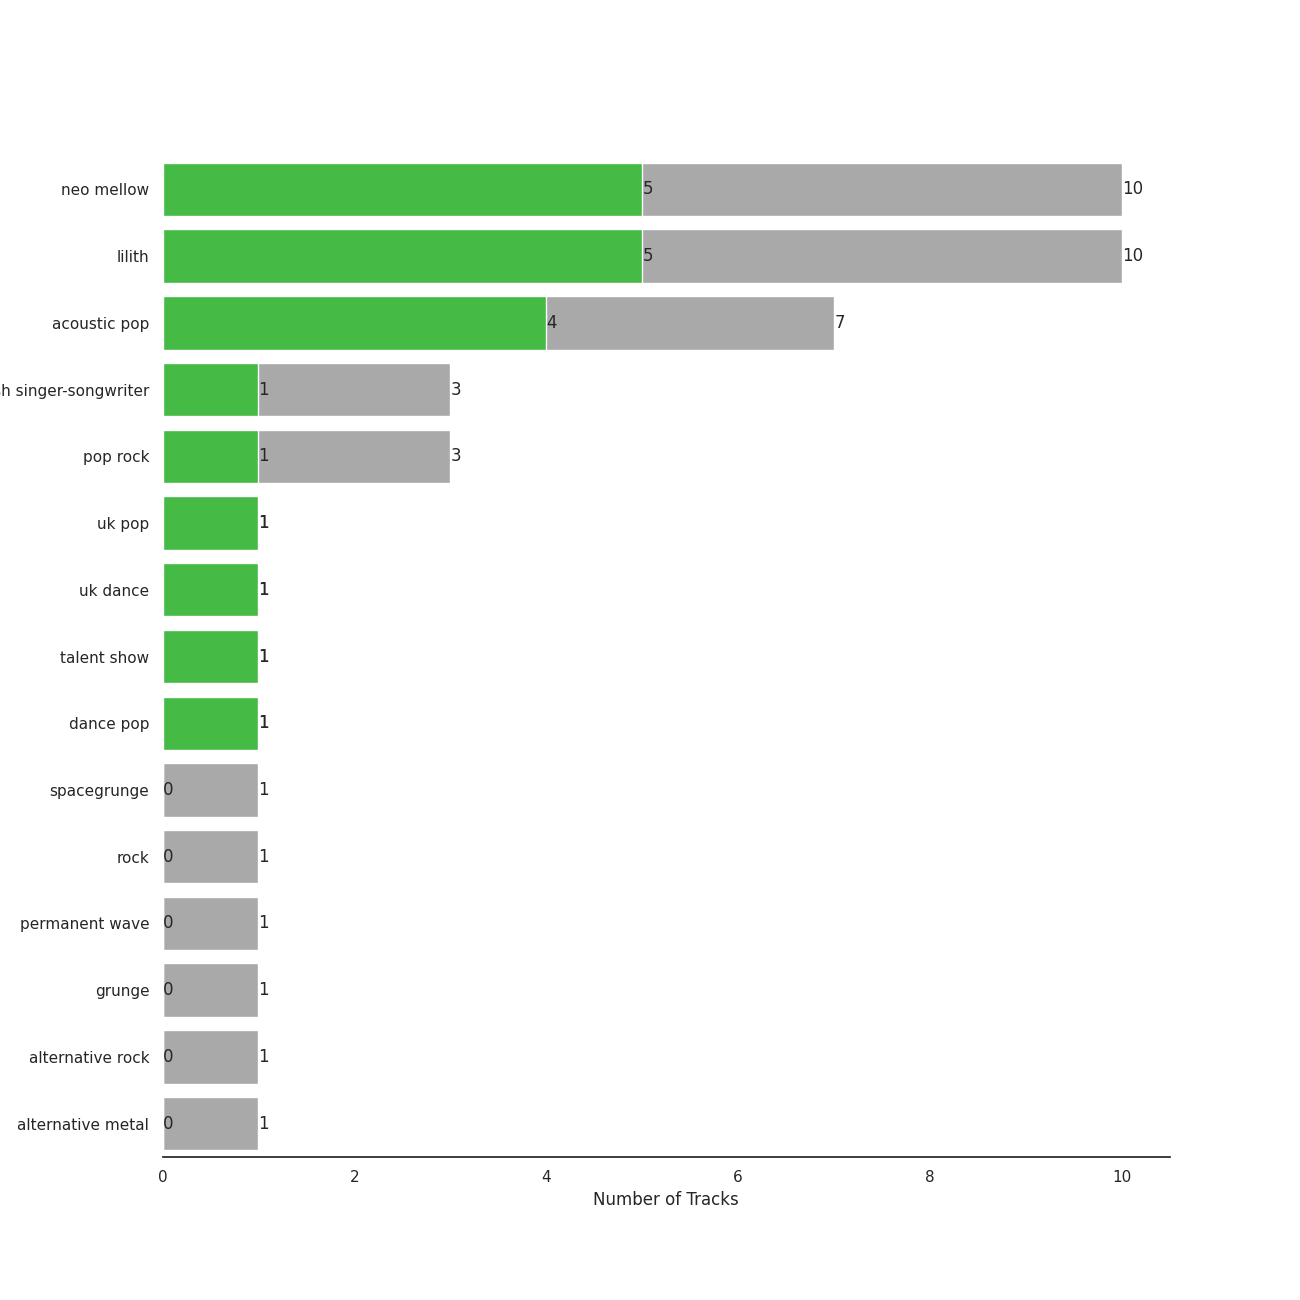 neo mellow 5 10
lilith 5 10
acoustic pop 4 7
h singer-songwriter 1 3
pop rock 1 3
uk pop 1
uk dance 1
talent show 1
dance pop 1
spacegrunge 0 1
rock 0 1
permanent wave 0 1
grunge 0 1
alternative rock 0 1
alternative metal 0 1
0 2 4 6 8 10
Number of Tracks